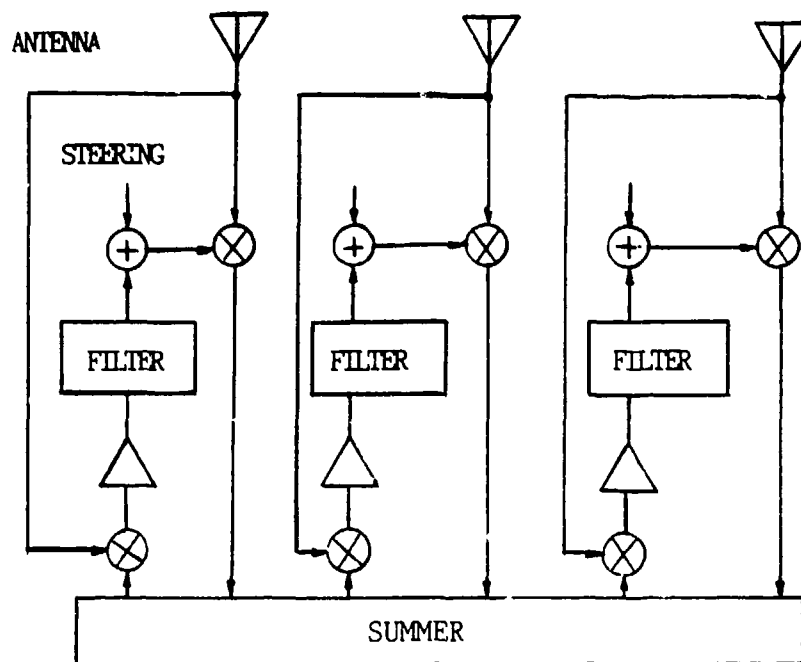 ANTENNA
STEERING
+ + +
FILTER FILTER FILTER
SUMMER